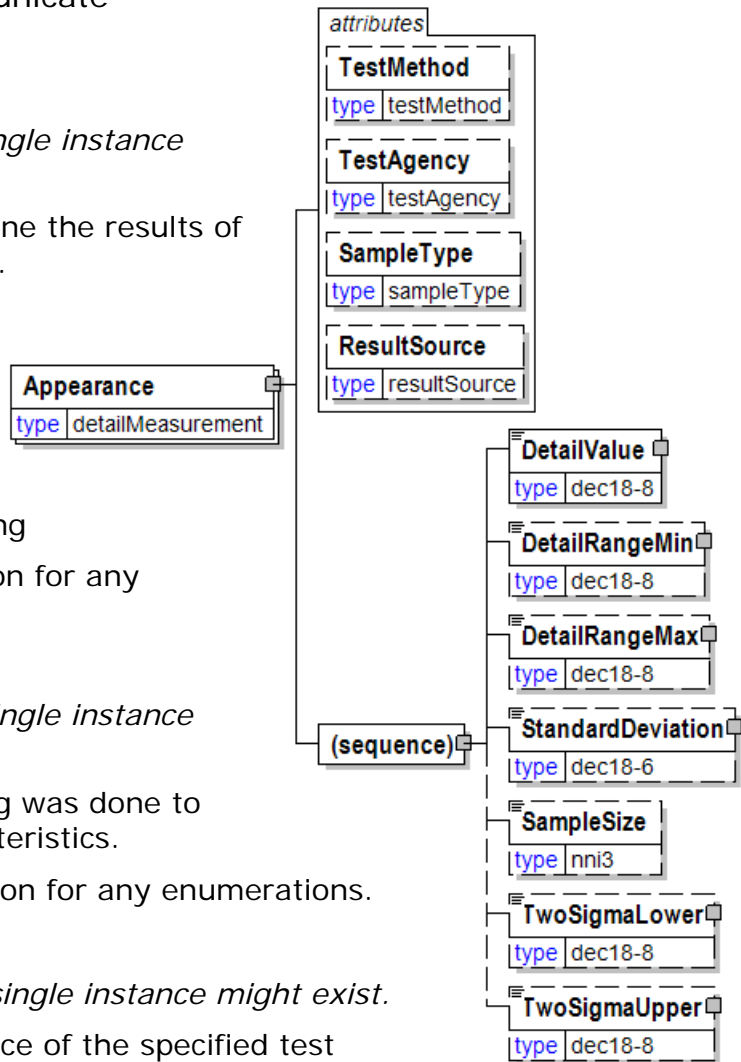 unicate
ngle instance
ne the results of
.
ng
on for any
ingle instance
g was done to
teristics.
on for any enumerations.
single instance might exist.
ce of the specified test
attributes
TestMethod
type testMethod
TestAgency
type testAgency
SampleType
type sampleType
ResultSource
type resultSource
Appearance
type detailMeasurement
(sequence)
DetailValue
type dec18-8
DetailRangeMin
type dec18-8
DetailRangeMax
type dec18-8
StandardDeviation
type dec18-6
SampleSize
type nni3
TwoSigmaLower
type dec18-8
TwoSigmaUpper
type dec18-8